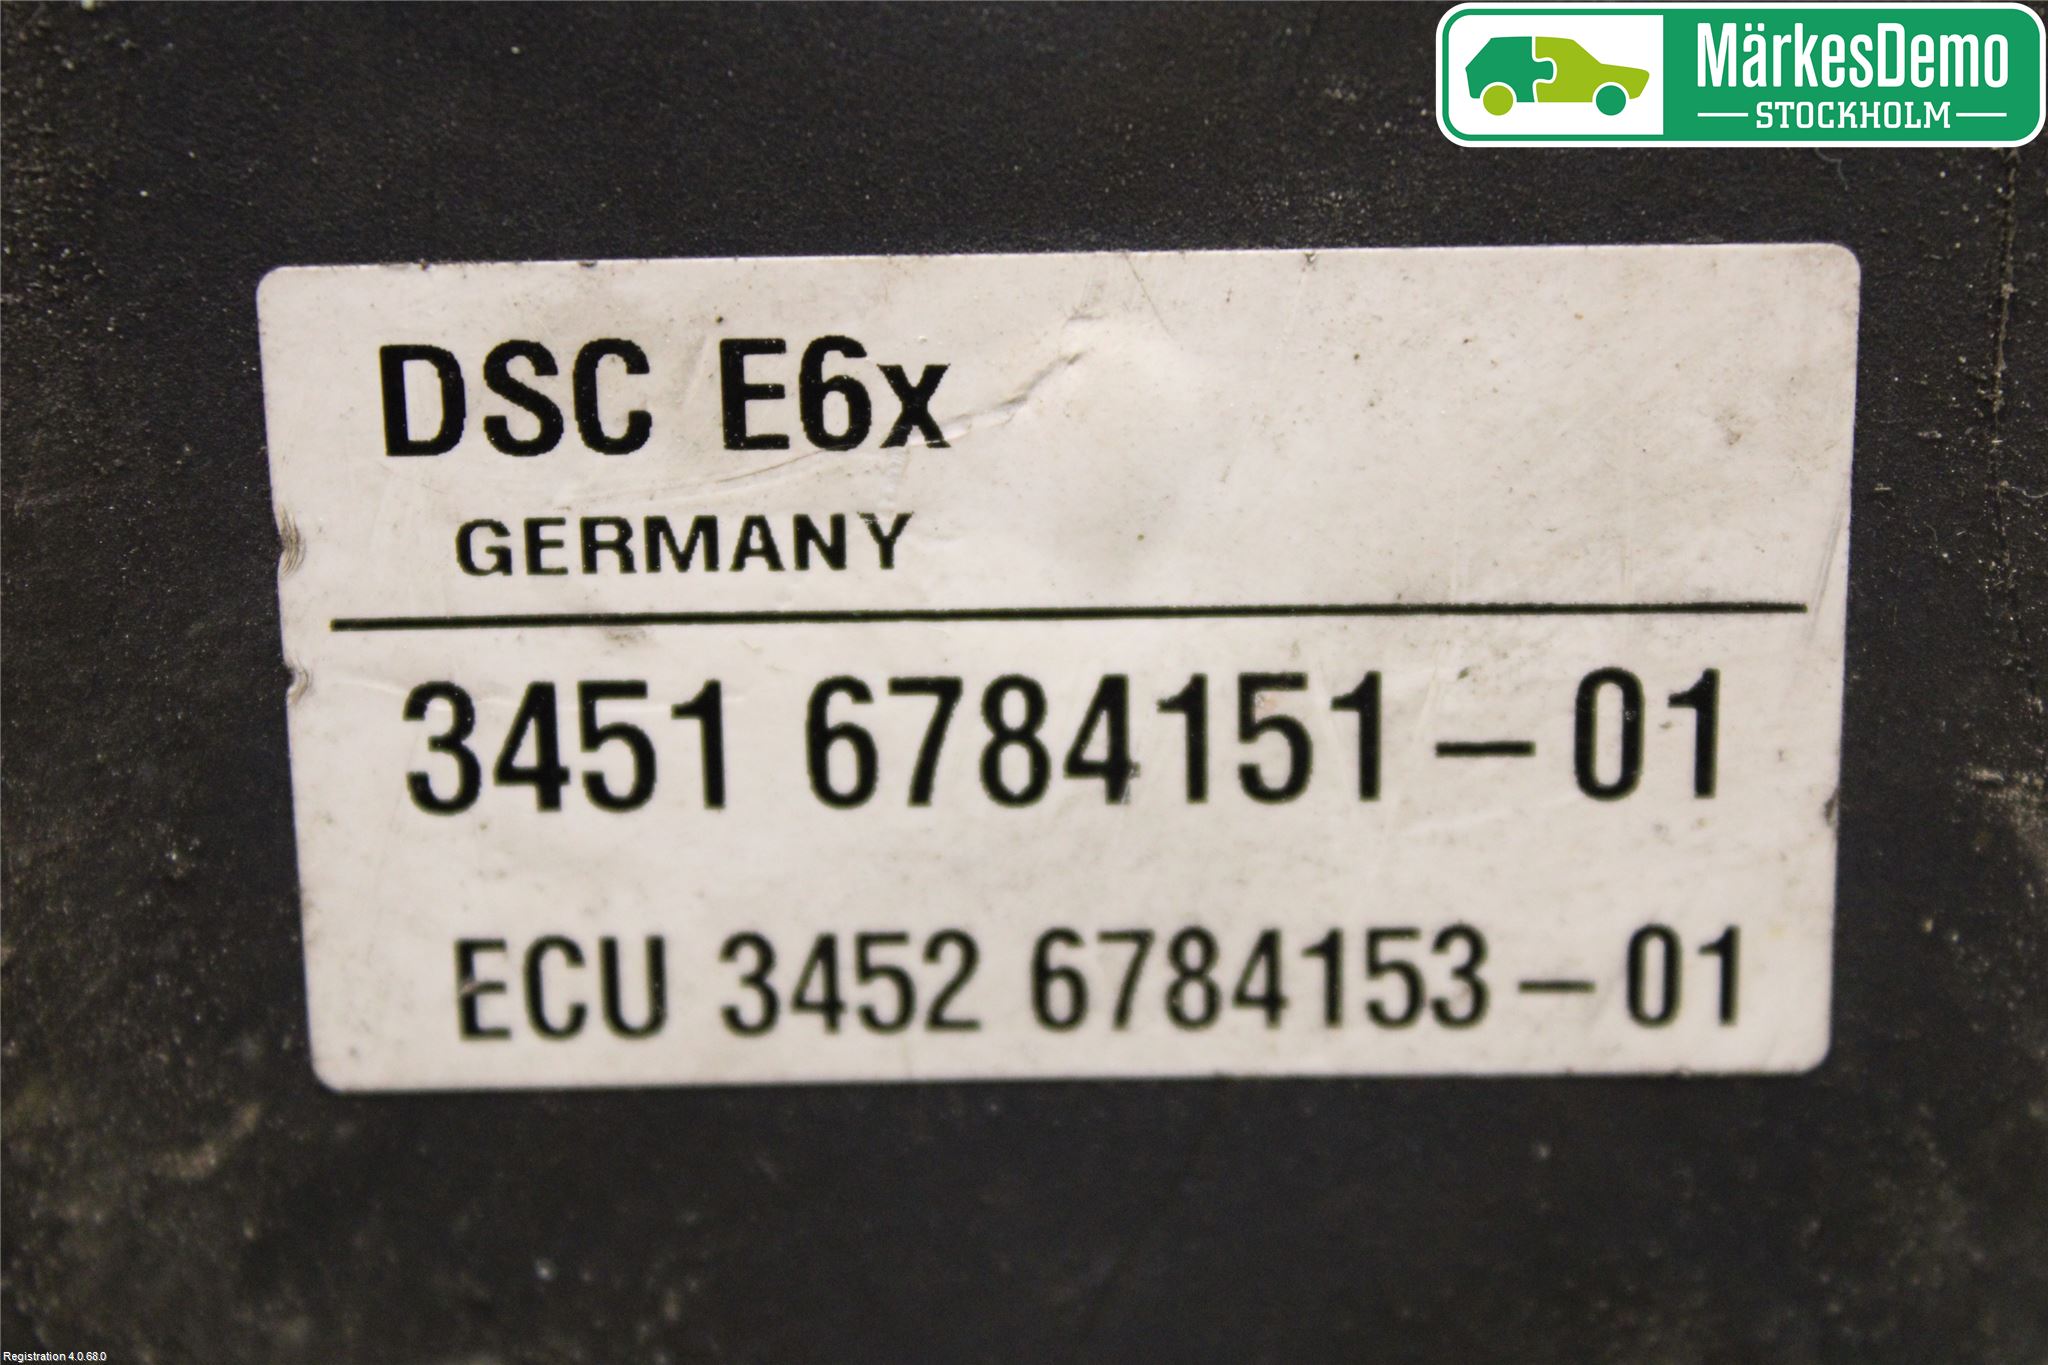 MärkesDemo
STOCKHOLM
DSC E6x
GERMANY
3451 6784151-01
ECU 3452 6784153-01
Registration 4.0.68.0